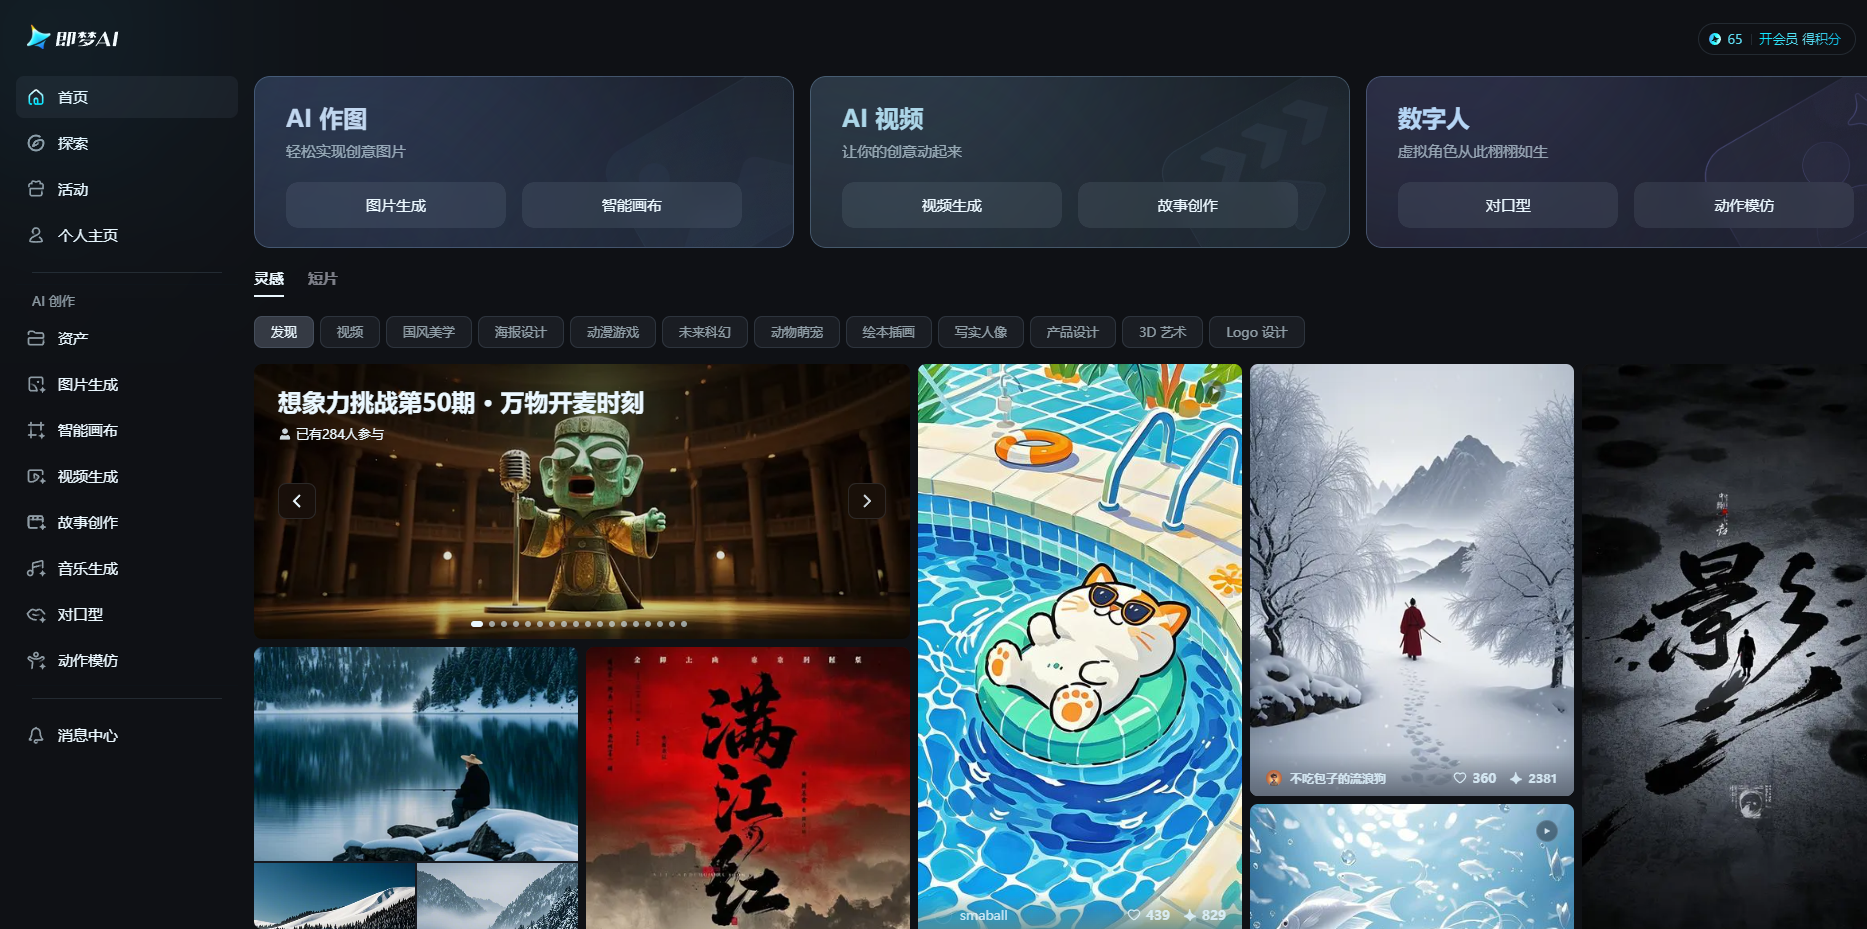 即梦AI
65 开会员 得积分
首页
探索
活动
个人主页
AI 创作
资产
图片生成
智能画布
视频生成
故事创作
音乐生成
对口型
动作模仿
消息中心
AI 作图
轻松实现创意图片
图片生成
智能画布
AI 视频
让你的创意动起来
视频生成
故事创作
数字人
虚拟角色从此栩栩如生
对口型
动作模仿
灵感 短片
发现 视频 国风美学 海报设计 动漫游戏 未来科幻 动物萌宠 绘本插画 写实人像 产品设计 3D 艺术 Logo 设计
想象力挑战第50期 • 万物开麦时刻
已有284人参与
满江红
smaball 439 829
不吃包子的流浪狗 360 2381
影